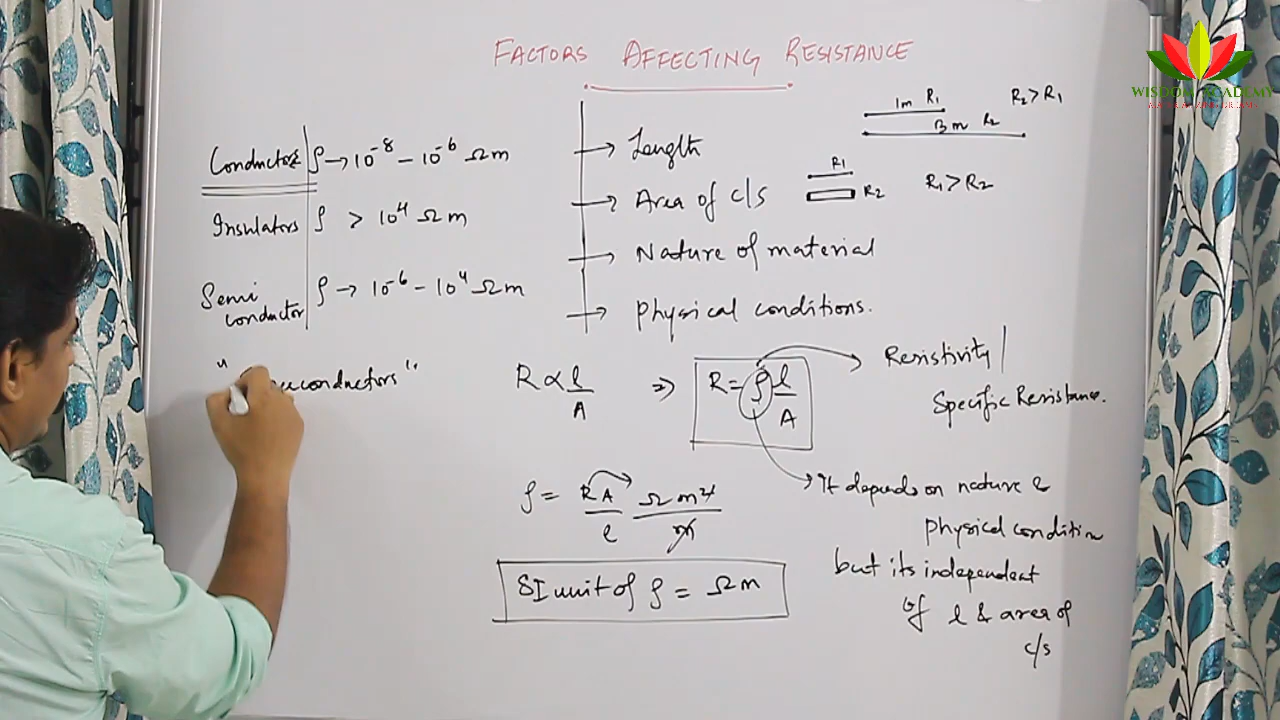 FACTORS AFFECTING RESISTANCE
WISDOM ACADEMY
1m R₁
3m R₂
R₂ > R₁
Conductors ρ → 10⁻⁸ – 10⁻⁶ Ωm
Insulators ρ > 10⁴ Ωm
Semi conductor ρ → 10⁻⁶ – 10⁴ Ωm
→ Length
→ Area of c/s
R₁
R₂
R₁ > R₂
→ Nature of material
→ Physical conditions.
conductors"
R ∝ l/A
⇒ R = ρ l/A
Resistivity |
Specific Resistance.
ρ = RA/l Ωm²/m
SI unit of ρ = Ωm
It depends on nature &
physical condition
but its independent
of l & area of
c/s